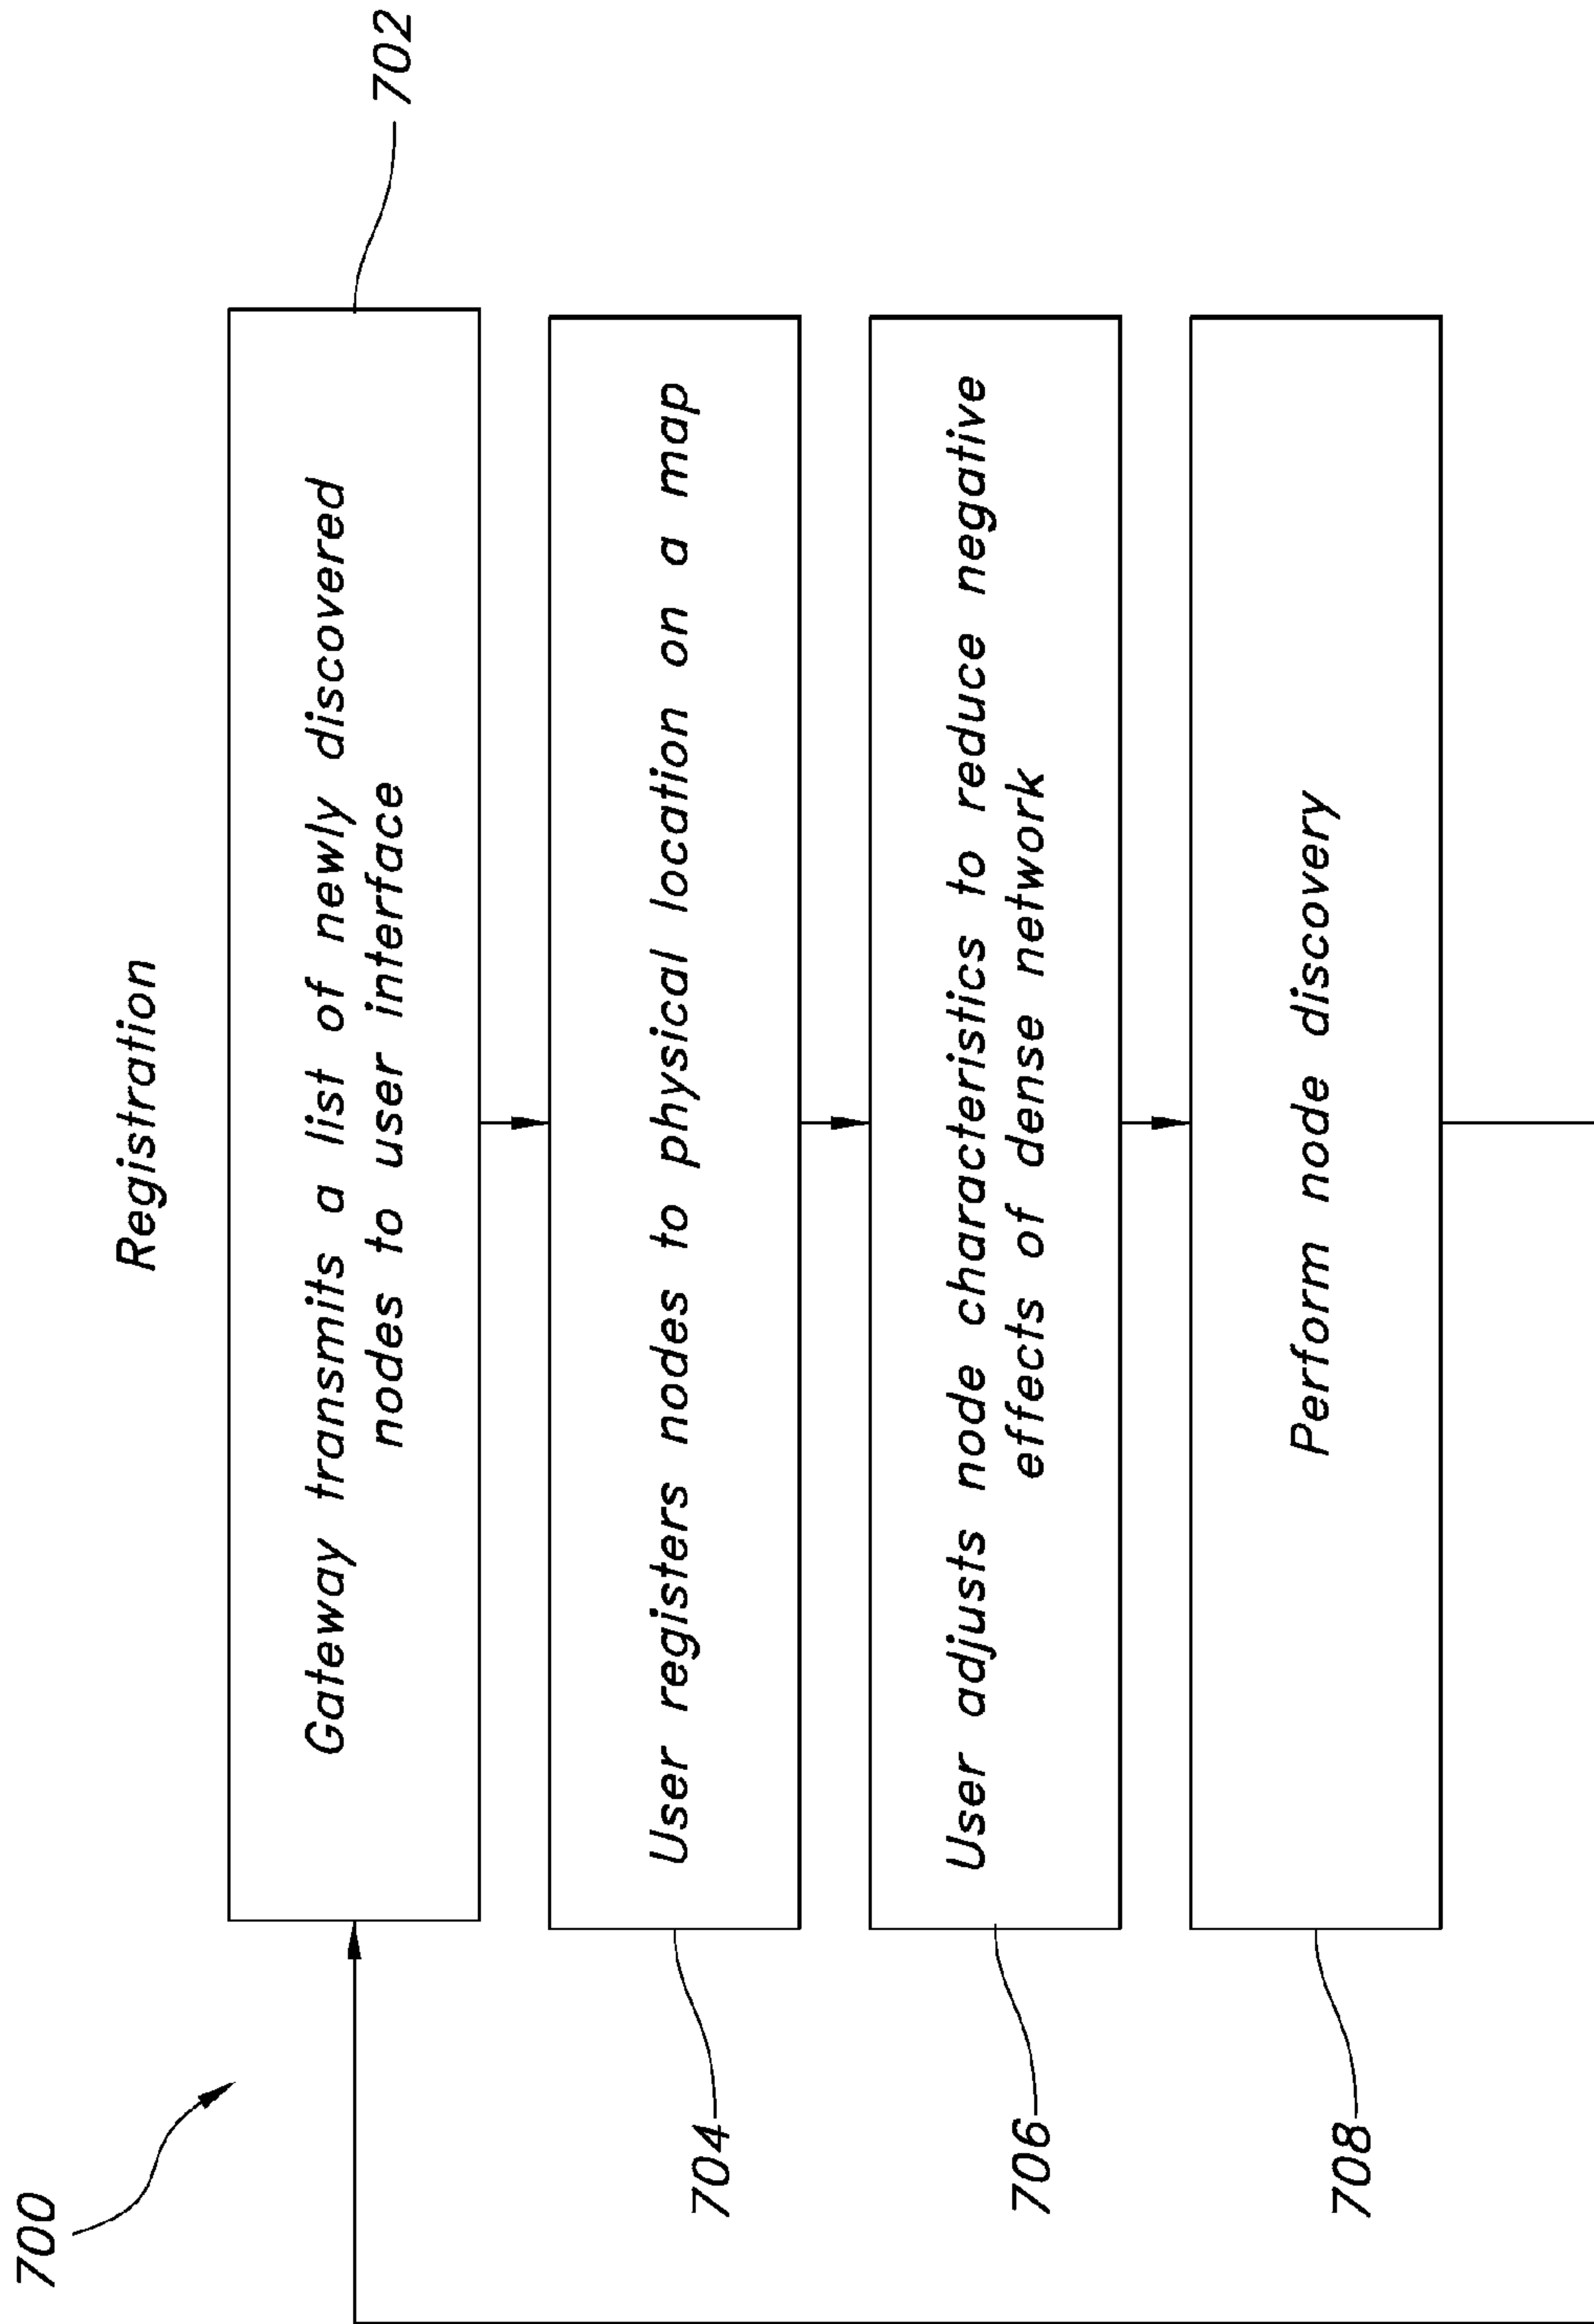 700
Registration
702
Gateway transmits a list of newly discovered
nodes to user interface
704
User registers nodes to physical location on a map
706
User adjusts node characteristics to reduce negative
effects of dense network
708
Perform node discovery